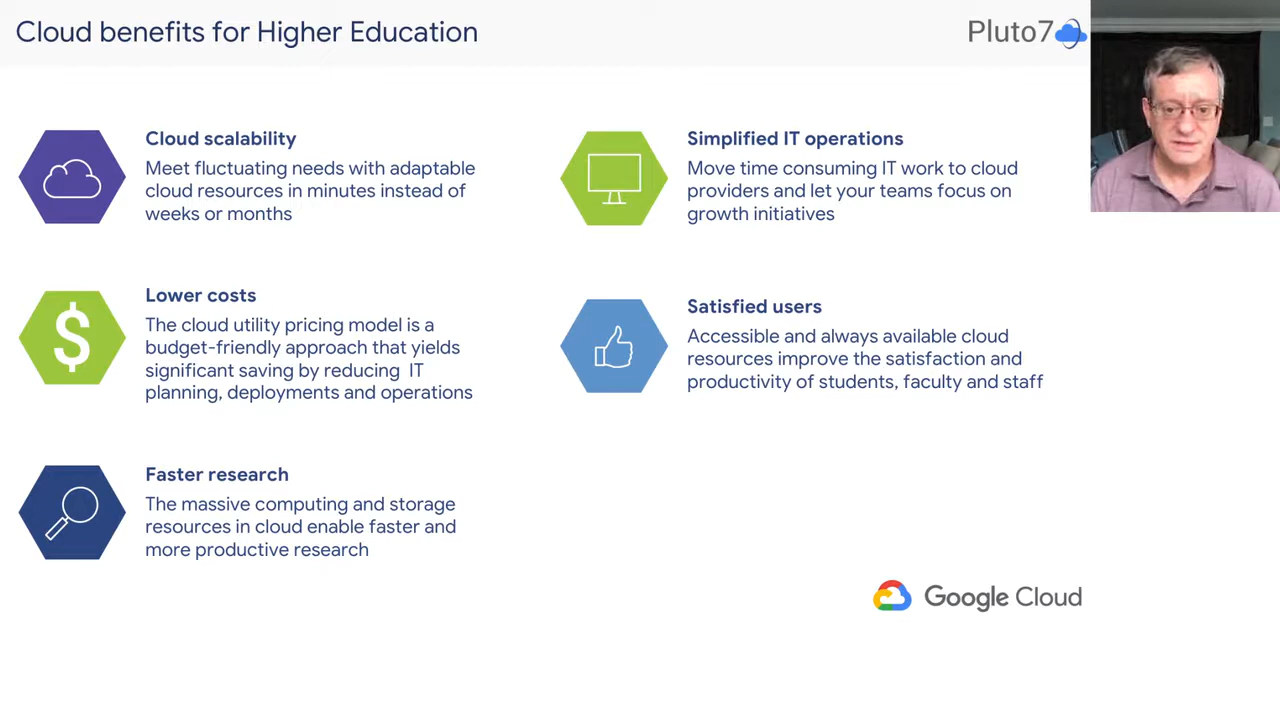 Cloud benefits for Higher Education
Pluto7
Cloud scalability
Meet fluctuating needs with adaptable
cloud resources in minutes instead of
weeks or months
Lower costs
The cloud utility pricing model is a
budget-friendly approach that yields
significant saving by reducing IT
planning, deployments and operations
Faster research
The massive computing and storage
resources in cloud enable faster and
more productive research
Simplified IT operations
Move time consuming IT work to cloud
providers and let your teams focus on
growth initiatives
Satisfied users
Accessible and always available cloud
resources improve the satisfaction and
productivity of students, faculty and staff
Google Cloud